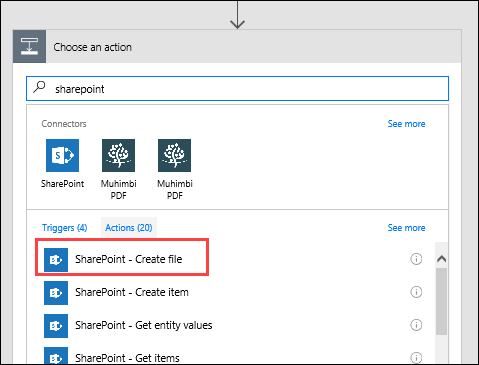 Choose an action
sharepoint
Connectors See more
SharePoint Muhimbi PDF Muhimbi PDF
Triggers (4) Actions (20) See more
SharePoint - Create file
SharePoint - Create item
SharePoint - Get entity values
SharePoint - Get items